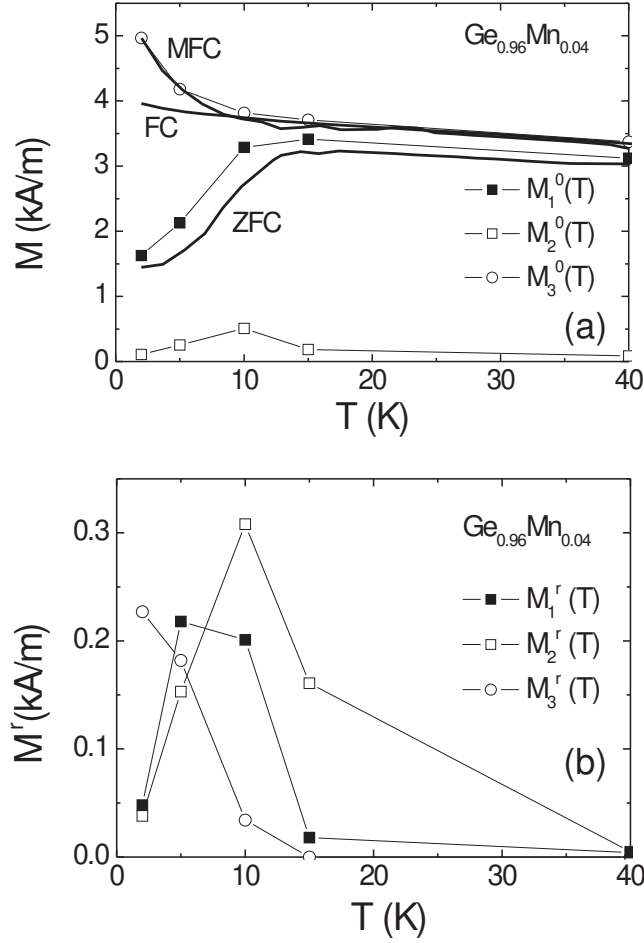 5
4
3
2
1
0
M (kA/m)
MFC
FC
ZFC
Ge0.96Mn0.04
M1^0(T)
M2^0(T)
M3^0(T)
(a)
0 10 20 30 40
T (K)
0.3
0.2
0.1
0.0
M^r(kA/m)
Ge0.96Mn0.04
M1^r (T)
M2^r (T)
M3^r (T)
(b)
0 10 20 30 40
T (K)